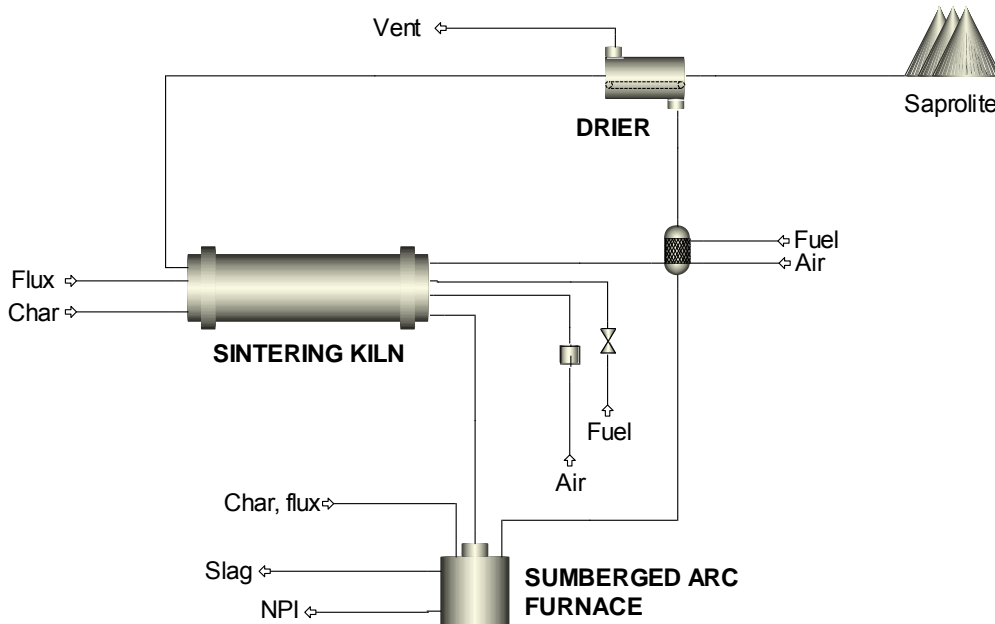 Vent
Saprolite
DRIER
Fuel
Air
Flux
Char
SINTERING KILN
Fuel
Air
Char, flux
Slag
NPI
SUMBERGED ARC
FURNACE